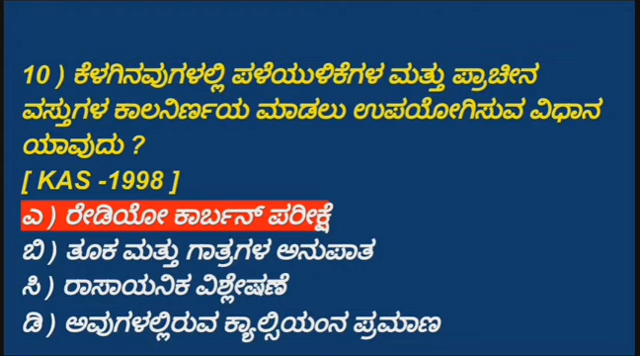 10 ) ಕೆಳಗಿನವುಗಳಲ್ಲಿ ಪಳೆಯುಳಿಕೆಗಳ ಮತ್ತು ಪ್ರಾಚೀನ
ವಸ್ತುಗಳ ಕಾಲನಿರ್ಣಯ ಮಾಡಲು ಉಪಯೋಗಿಸುವ ವಿಧಾನ
ಯಾವುದು ?
[ KAS -1998 ]
ಎ ) ರೇಡಿಯೋ ಕಾರ್ಬನ್ ಪರೀಕ್ಷೆ
ಬಿ ) ತೂಕ ಮತ್ತು ಗಾತ್ರಗಳ ಅನುಪಾತ
ಸಿ ) ರಾಸಾಯನಿಕ ವಿಶ್ಲೇಷಣೆ
ಡಿ ) ಅವುಗಳಲ್ಲಿರುವ ಕ್ಯಾಲ್ಸಿಯಂನ ಪ್ರಮಾಣ